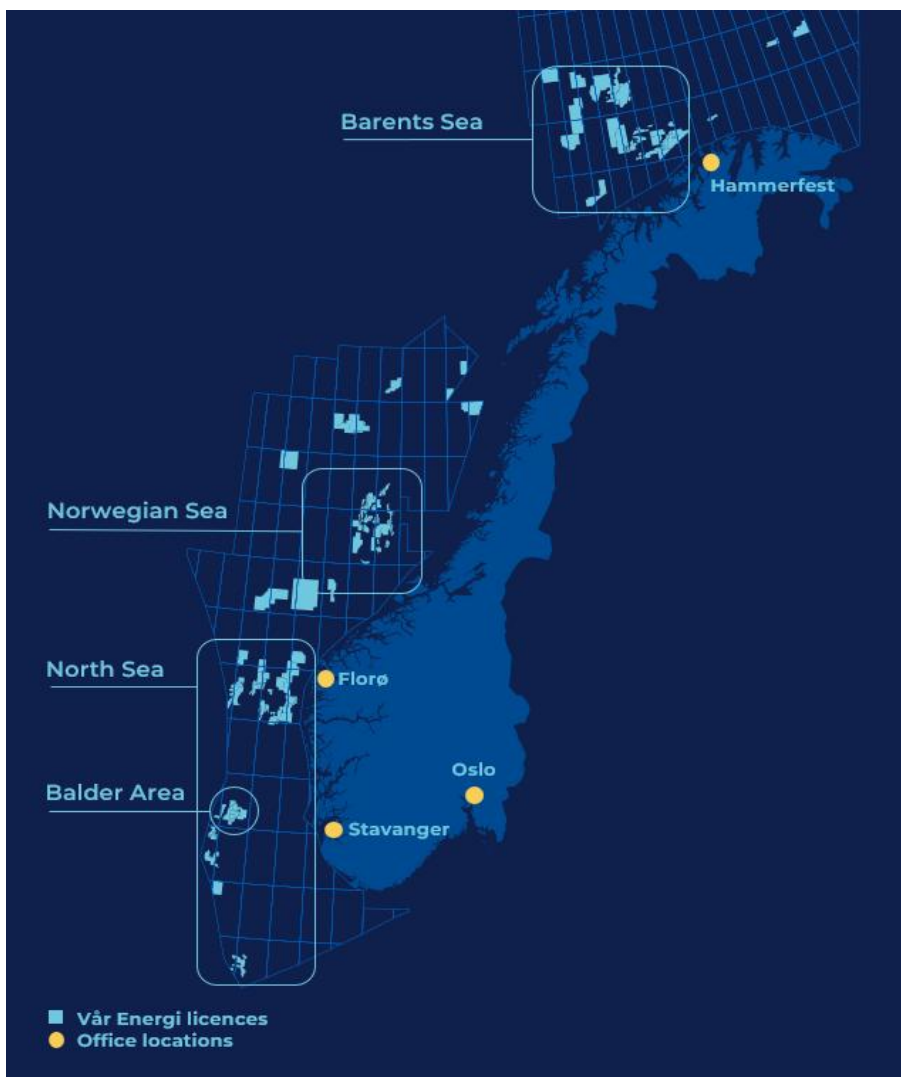 Barents Sea
Hammerfest
Norwegian Sea
North Sea
Florø
Oslo
Balder Area
Stavanger
Vår Energi licences
Office locations